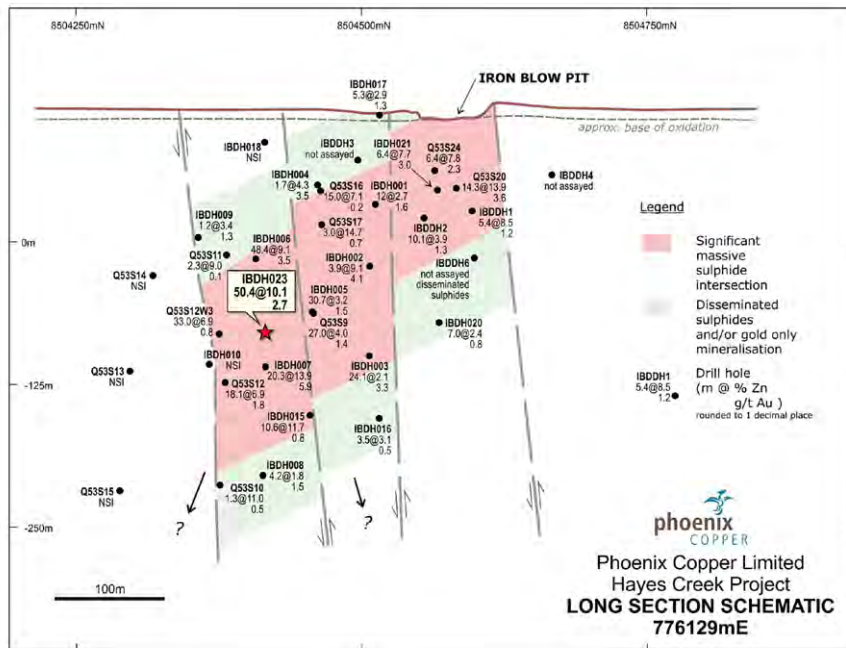 8504250mN
8504500mN
8504750mN
IBDH017
5.3@2.9
1.3
IRON BLOW PIT
approx. base of oxidation
IBDH018
NSI
IBDDH3
not assayed
IBDH021
6.4@7.7
3.0
Q53S24
6.4@7.8
2.3
IBDH004
1.7@4.3
3.5
Q53S16
15.0@7.1
0.2
IBDH001
12@2.7
1.6
Q53S20
14.3@13.9
3.6
IBDDH4
not assayed
IBDH009
1.2@3.4
1.3
Q53S17
3.0@14.7
0.7
IBDDH2
10.1@3.9
1.3
IBDDH1
5.4@8.5
1.2
0m
IBDH006
48.4@9.1
3.5
Q53S11
2.3@9.0
0.1
IBDH002
3.9@9.1
4.1
IBDDH6
not assayed
disseminated
sulphides
Q53S14
NSI
IBDH023
50.4@10.1
2.7
IBDH005
30.7@3.2
1.5
Q53S12W3
33.0@6.9
0.8
Q53S9
27.0@4.0
1.4
IBDH020
7.0@2.4
0.8
IBDH010
NSI
Q53S13
NSI
IBDH007
20.3@13.9
5.9
IBDH003
24.1@2.1
3.3
-125m
Q53S12
18.1@6.9
1.8
IBDH015
10.6@11.7
0.8
IBDH016
3.5@3.1
0.5
IBDH008
4.2@1.8
1.5
Q53S10
1.3@11.0
0.5
Q53S15
NSI
?
?
-250m
100m
Legend
Significant
massive
sulphide
intersection
Disseminated
sulphides
and/or gold only
mineralisation
IBDDH1
5.4@8.5
1.2
Drill hole
(m @ % Zn
g/t Au )
rounded to 1 decimal place
phoenix
COPPER
Phoenix Copper Limited
Hayes Creek Project
LONG SECTION SCHEMATIC
776129mE